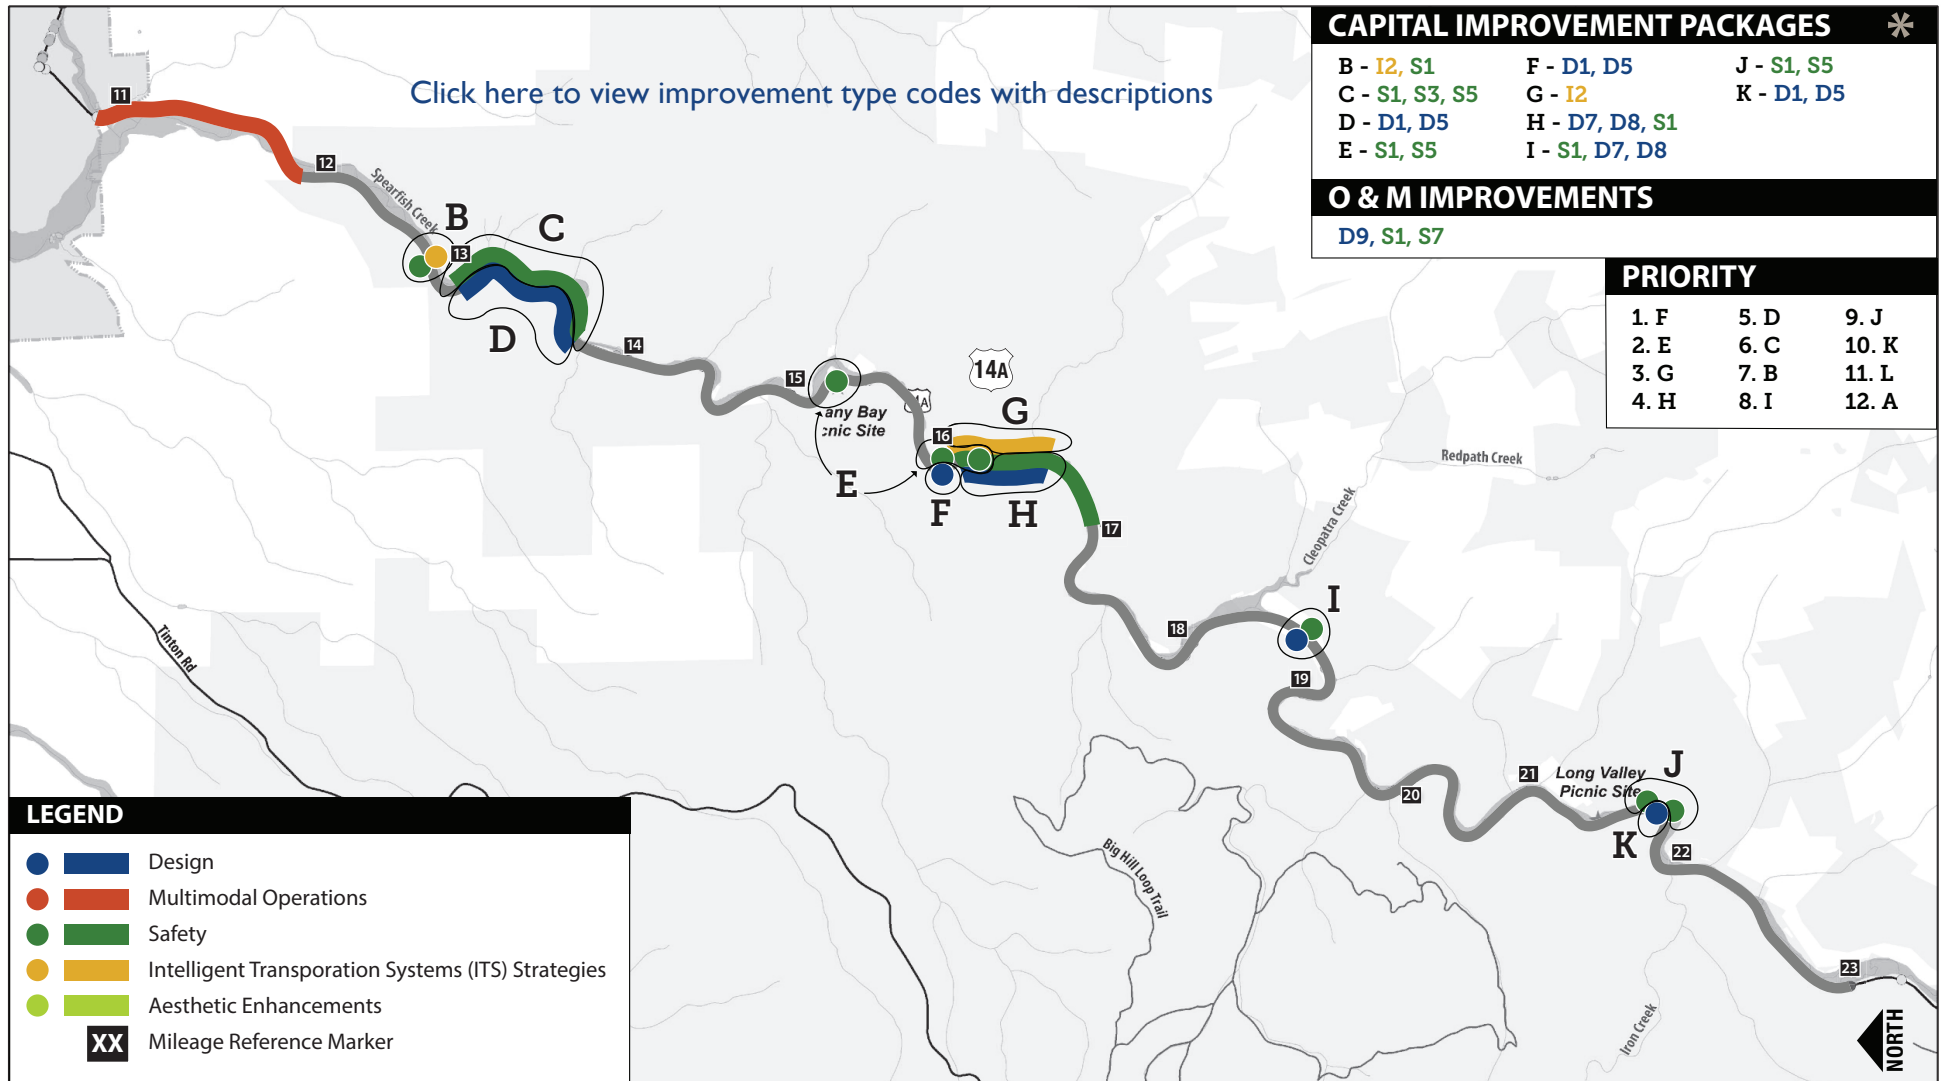 CAPITAL IMPROVEMENT PACKAGES *
B - I2, S1
C - S1, S3, S5
D - D1, D5
E - S1, S5
F - D1, D5
G - I2
H - D7, D8, S1
I - S1, D7, D8
J - S1, S5
K - D1, D5
O & M IMPROVEMENTS
D9, S1, S7
PRIORITY
1. F
2. E
3. G
4. H
5. D
6. C
7. B
8. I
9. J
10. K
11. L
12. A
Click here to view improvement type codes with descriptions
11
12
Spearfish Creek
B
13
C
D
14
15
any Bay
cnic Site
E
14A
A
16
G
F
H
17
Redpath Creek
Cleopatra Creek
18
I
19
20
21
Long Valley
Picnic Site
J
K
22
23
Tinton Rd
Big Hill Loop Trail
Iron Creek
NORTH
LEGEND
Design
Multimodal Operations
Safety
Intelligent Transporation Systems (ITS) Strategies
Aesthetic Enhancements
XX Mileage Reference Marker